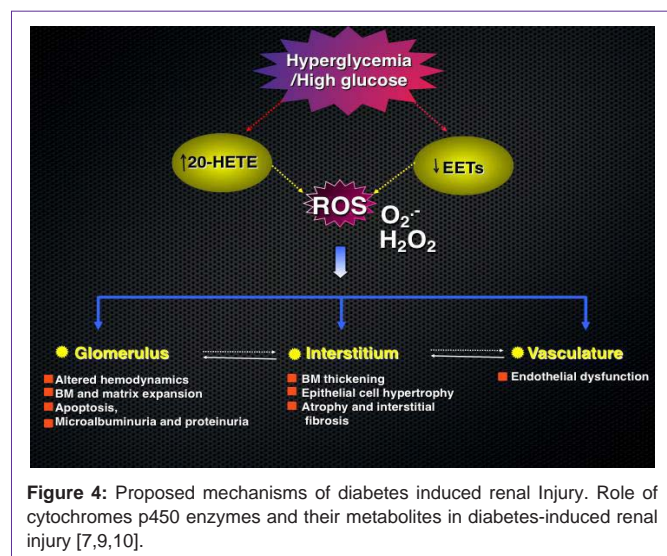 Hyperglycemia
/High glucose
↑20-HETE
↓EETs
ROS
O₂·-
H₂O₂
Glomerulus
Altered hemodynamics
BM and matrix expansion
Apoptosis,
Microalbuminuria and proteinuria
Interstitium
BM thickening
Epithelial cell hypertrophy
Atrophy and interstitial
fibrosis
Vasculature
Endothelial dysfunction
Figure 4: Proposed mechanisms of diabetes induced renal Injury. Role of
cytochromes p450 enzymes and their metabolites in diabetes-induced renal
injury [7,9,10].